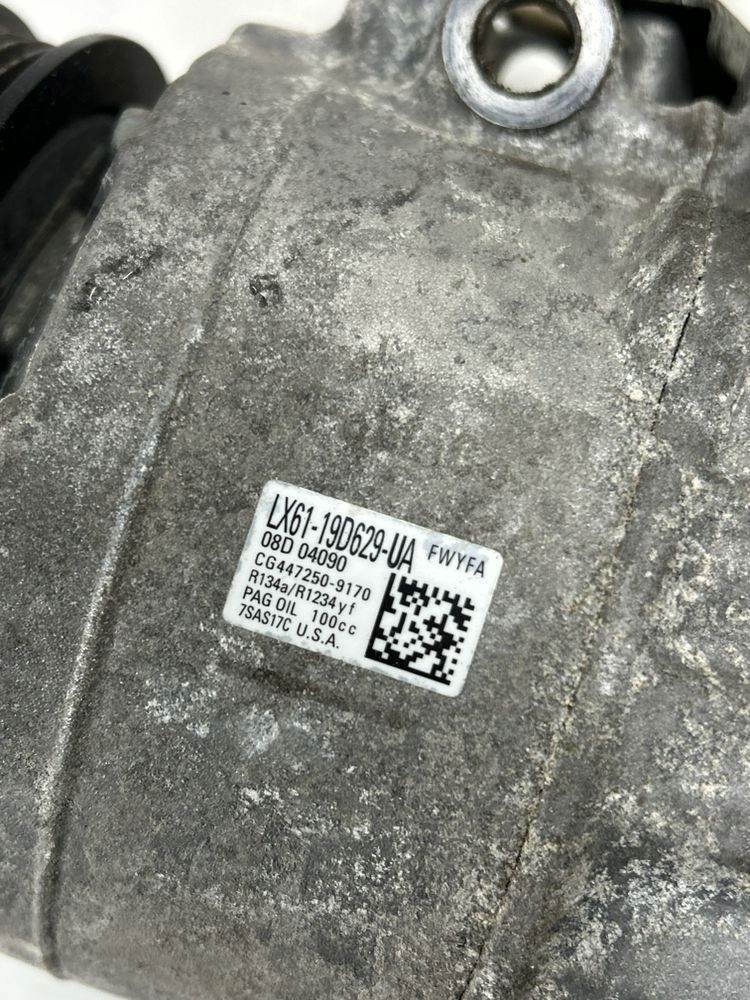 LX61-19D629-UA FWYFA
08D 04090
CG447250-9170
R134a/R1234yf
PAG OIL 100cc
7SAS17C U.S.A.